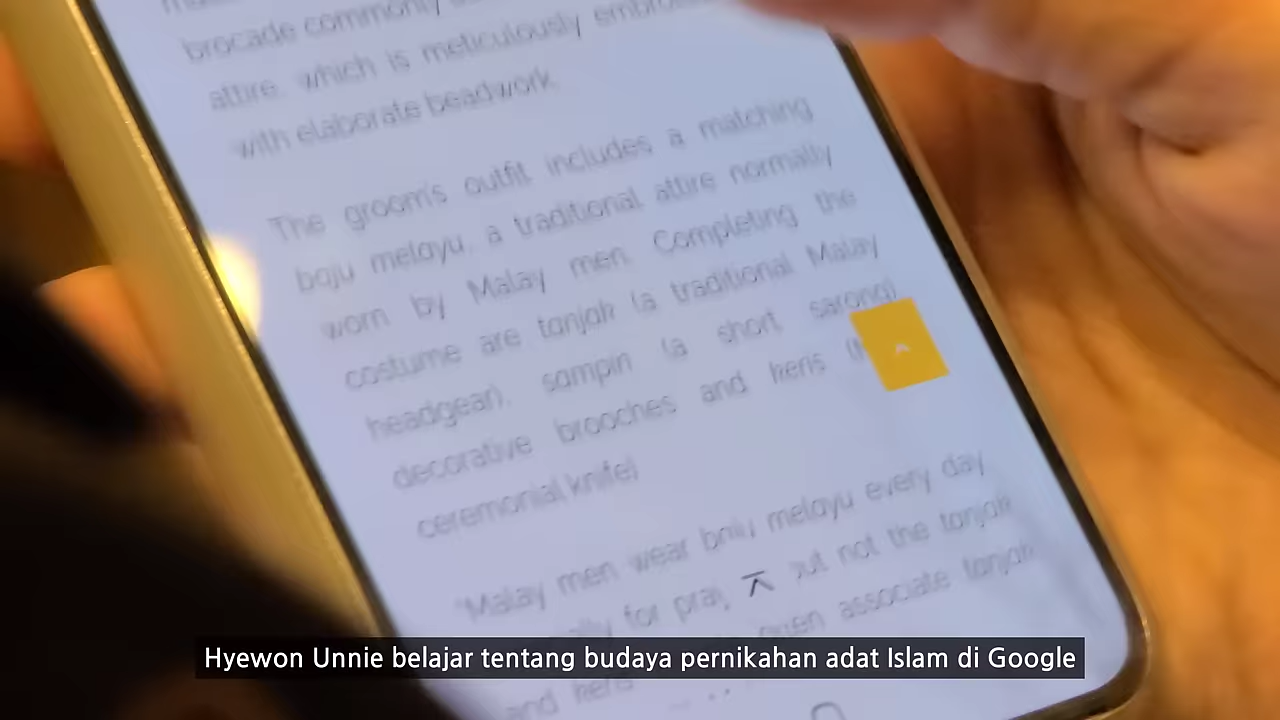 brocade commonly
attire, which is meticulously
with elaborate beadwork.
The groom's outfit includes a matching
baju melayu, a traditional attire normally
worn by Malay men. Completing the
costume are tanjak (a traditional Malay
headgear), sampin (a short sarong),
decorative brooches and keris
ceremonial knife)
"Malay men wear baju melayu every day
for but not the tanjak
and keris often associate tanjak
Hyewon Unnie belajar tentang budaya pernikahan adat Islam di Google